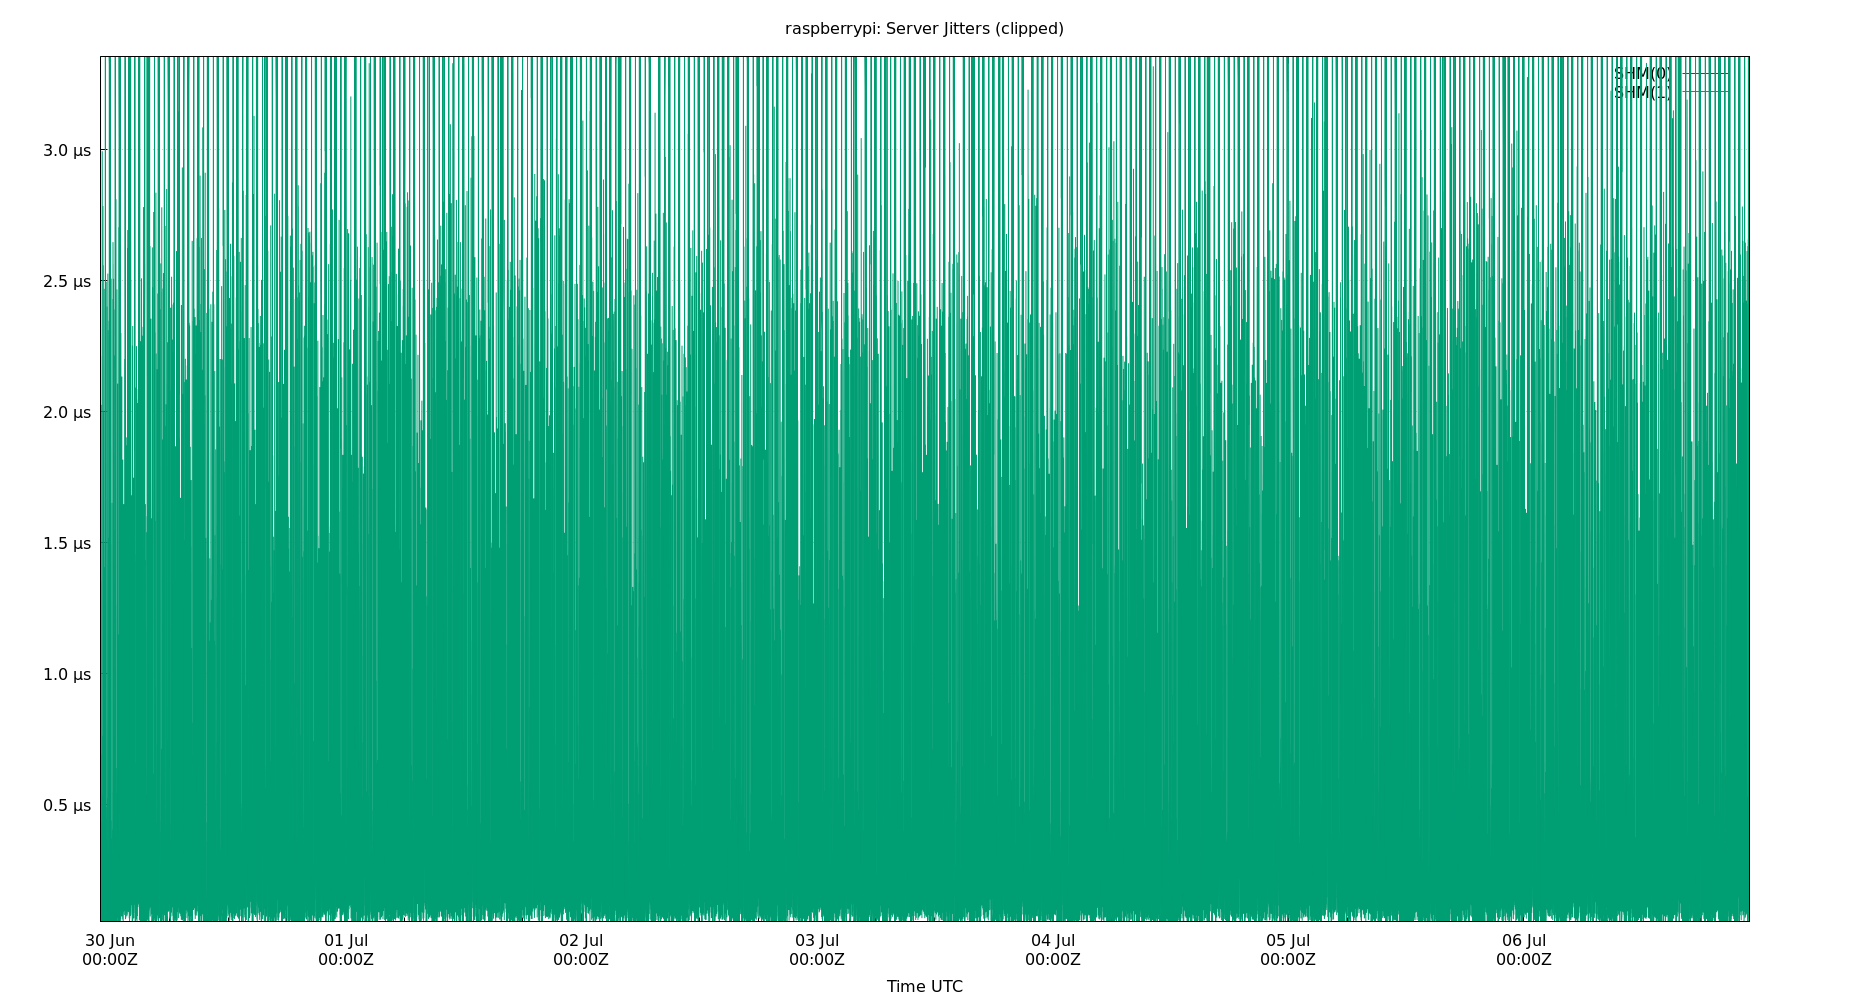 raspberrypi: Server Jitters (clipped)
SHM(0)
SHM(1)
3.0 µs
2.5 µs
2.0 µs
1.5 µs
1.0 µs
0.5 µs
30 Jun 01 Jul 02 Jul 03 Jul 04 Jul 05 Jul 06 Jul
00:00Z 00:00Z 00:00Z 00:00Z 00:00Z 00:00Z 00:00Z
Time UTC